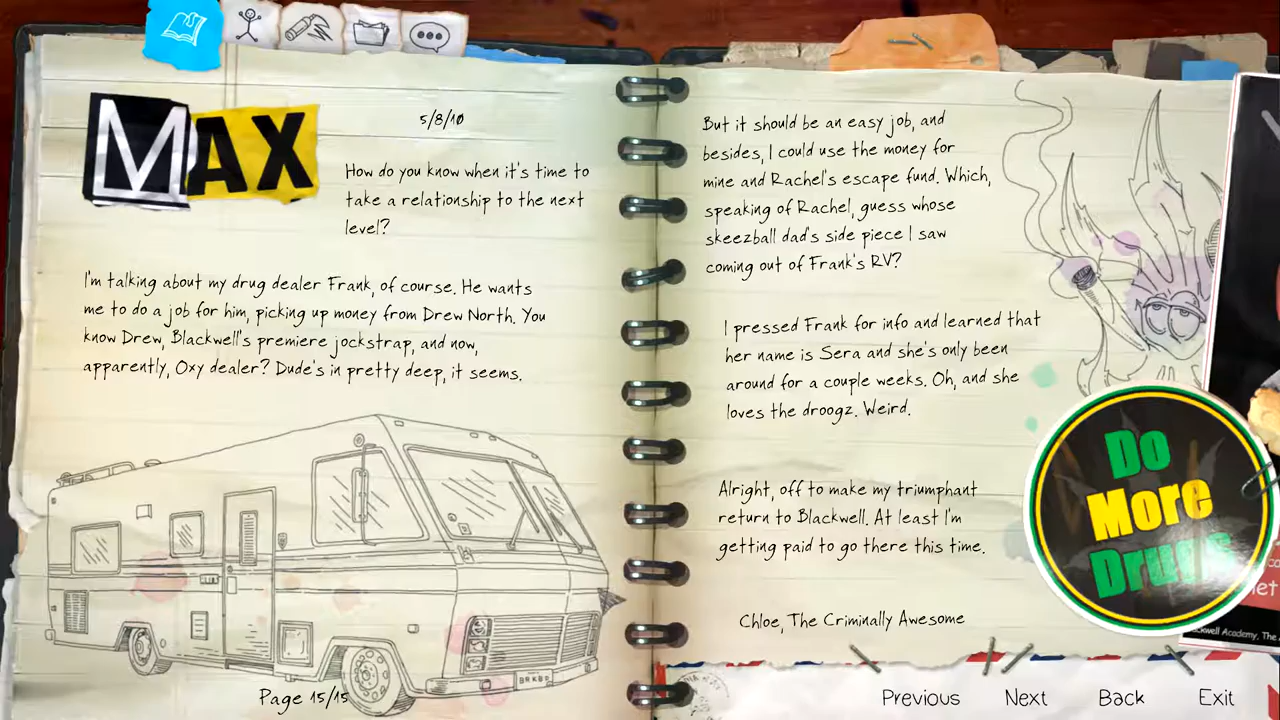 MAX
5/8/10
How do you know when it's time to
take a relationship to the next
level?
I'm talking about my drug dealer Frank, of course. He wants
me to do a job for him, picking up money from Drew North. You
know Drew, Blackwell's premiere jockstrap, and now,
apparently, Oxy dealer? Dude's in pretty deep, it seems.
BRKBD
Page 15/15
But it should be an easy job, and
besides, I could use the money for
mine and Rachel's escape fund. Which,
speaking of Rachel, guess whose
skeezball dad's side piece I saw
coming out of Frank's RV?
I pressed Frank for info and learned that
her name is Sera and she's only been
around for a couple weeks. Oh, and she
loves the droogz. Weird.
Alright, off to make my triumphant
return to Blackwell. At least I'm
getting paid to go there this time.
Chloe, The Criminally Awesome
Do
More
Drugs
Blackwell Academy, The
Previous
Next
Back
Exit